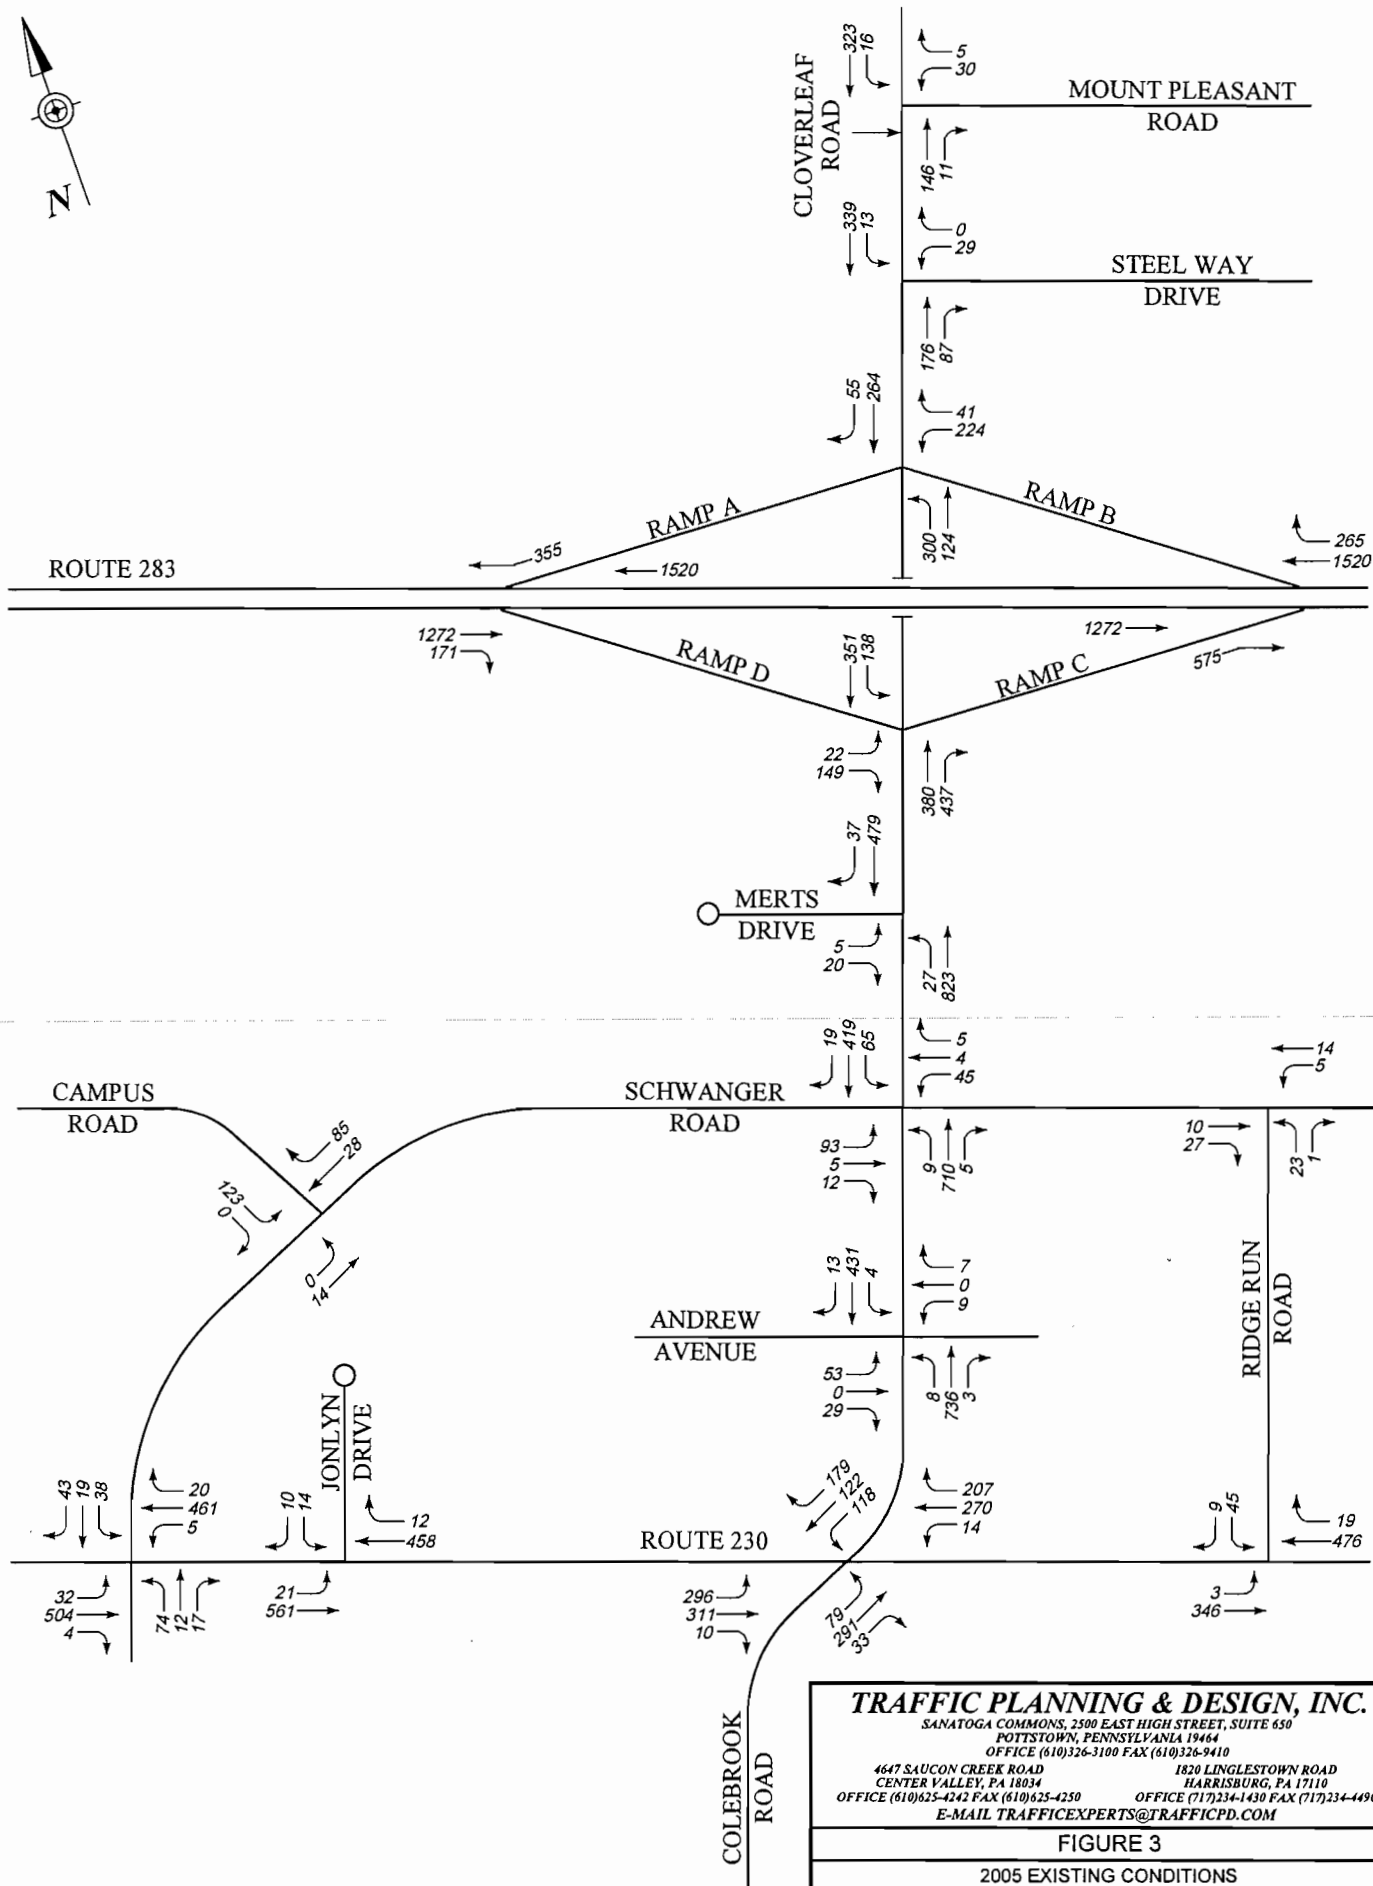 323
16
5
30
CLOVERLEAF
ROAD
MOUNT PLEASANT
ROAD
N
146
11
339
13
0
29
STEEL WAY
DRIVE
176
87
55
264
41
224
RAMP A
RAMP B
300
124
ROUTE 283
355
1520
265
1520
1272
171
RAMP D
351
138
RAMP C
1272
575
22
149
380
437
37
479
MERTS
DRIVE
5
20
27
823
19
419
65
5
4
45
14
5
CAMPUS
ROAD
SCHWANGER
ROAD
85
28
93
5
12
9
710
5
10
27
23
1
123
0
0
14
13
431
4
7
0
9
RIDGE RUN
ROAD
ANDREW
AVENUE
53
0
29
8
736
3
JONLYN
DRIVE
43
19
38
20
461
5
10
14
12
458
179
122
118
207
270
14
9
45
19
476
ROUTE 230
32
504
4
74
12
17
21
561
296
311
10
79
291
33
3
346
COLEBROOK
ROAD
TRAFFIC PLANNING & DESIGN, INC.
SANATOGA COMMONS, 2500 EAST HIGH STREET, SUITE 650
POTTSTOWN, PENNSYLVANIA 19464
OFFICE (610)326-3100 FAX (610)326-9410
4647 SAUCON CREEK ROAD
CENTER VALLEY, PA 18034
OFFICE (610)625-4242 FAX (610)625-4250
1820 LINGLESTOWN ROAD
HARRISBURG, PA 17110
OFFICE (717)234-1430 FAX (717)234-4490
E-MAIL TRAFFICEXPERTS@TRAFFICPD.COM
FIGURE 3
2005 EXISTING CONDITIONS